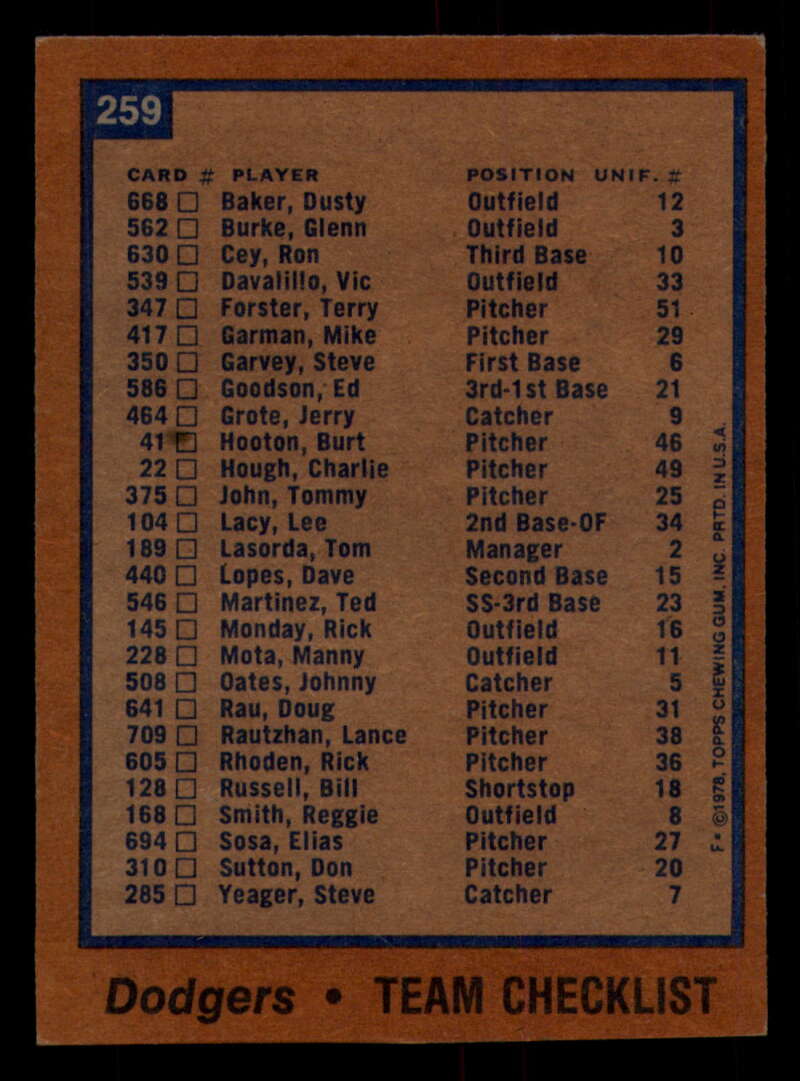 259
CARD # PLAYER POSITION UNIF. #
668 □ Baker, Dusty Outfield 12
562 □ Burke, Glenn Outfield 3
630 □ Cey, Ron Third Base 10
539 □ Davalillo, Vic Outfield 33
347 □ Forster, Terry Pitcher 51
417 □ Garman, Mike Pitcher 29
350 □ Garvey, Steve First Base 6
586 □ Goodson, Ed 3rd-1st Base 21
464 □ Grote, Jerry Catcher 9
41 □ Hooton, Burt Pitcher 46
22 □ Hough, Charlie Pitcher 49
375 □ John, Tommy Pitcher 25
104 □ Lacy, Lee 2nd Base-OF 34
189 □ Lasorda, Tom Manager 2
440 □ Lopes, Dave Second Base 15
546 □ Martinez, Ted SS-3rd Base 23
145 □ Monday, Rick Outfield 16
228 □ Mota, Manny Outfield 11
508 □ Oates, Johnny Catcher 5
641 □ Rau, Doug Pitcher 31
709 □ Rautzhan, Lance Pitcher 38
605 □ Rhoden, Rick Pitcher 36
128 □ Russell, Bill Shortstop 18
168 □ Smith, Reggie Outfield 8
694 □ Sosa, Elias Pitcher 27
310 □ Sutton, Don Pitcher 20
285 □ Yeager, Steve Catcher 7
F* ©1978, TOPPS CHEWING GUM, INC. PRTD. IN U.S.A.
Dodgers • TEAM CHECKLIST